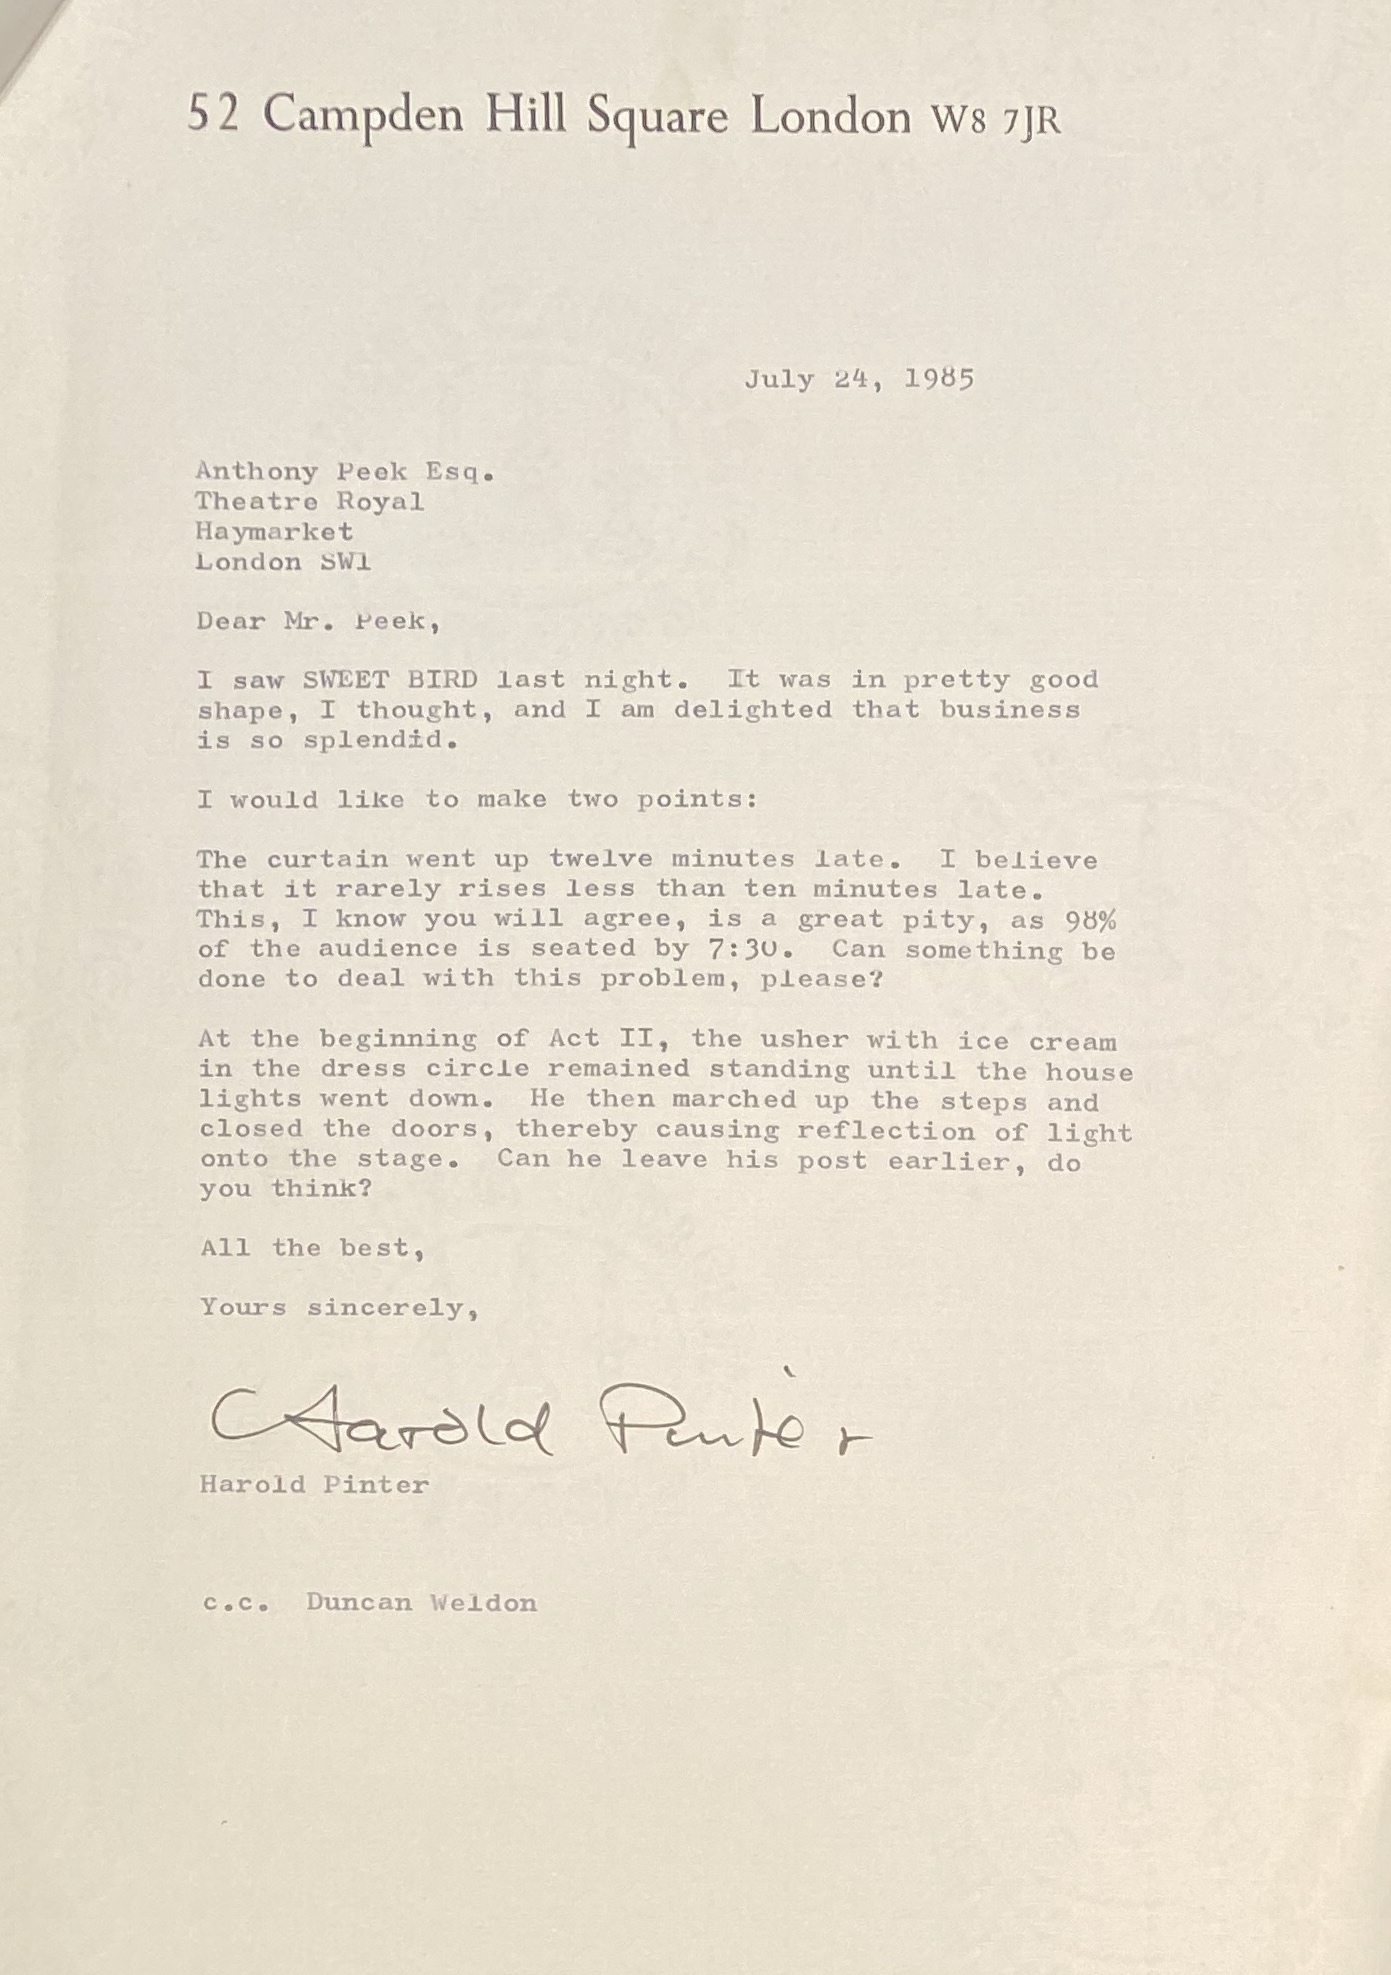 52 Campden Hill Square London W8 7JR
July 24, 1985
Anthony Peek Esq.
Theatre Royal
Haymarket
London SW1
Dear Mr. Peek,
I saw SWEET BIRD last night. It was in pretty good
shape, I thought, and I am delighted that business
is so splendid.
I would like to make two points:
The curtain went up twelve minutes late. I believe
that it rarely rises less than ten minutes late.
This, I know you will agree, is a great pity, as 98%
of the audience is seated by 7:30. Can something be
done to deal with this problem, please?
At the beginning of Act II, the usher with ice cream
in the dress circle remained standing until the house
lights went down. He then marched up the steps and
closed the doors, thereby causing reflection of light
onto the stage. Can he leave his post earlier, do
you think?
All the best,
Yours sincerely,
Harold Pinter
Harold Pinter
c.c. Duncan Weldon